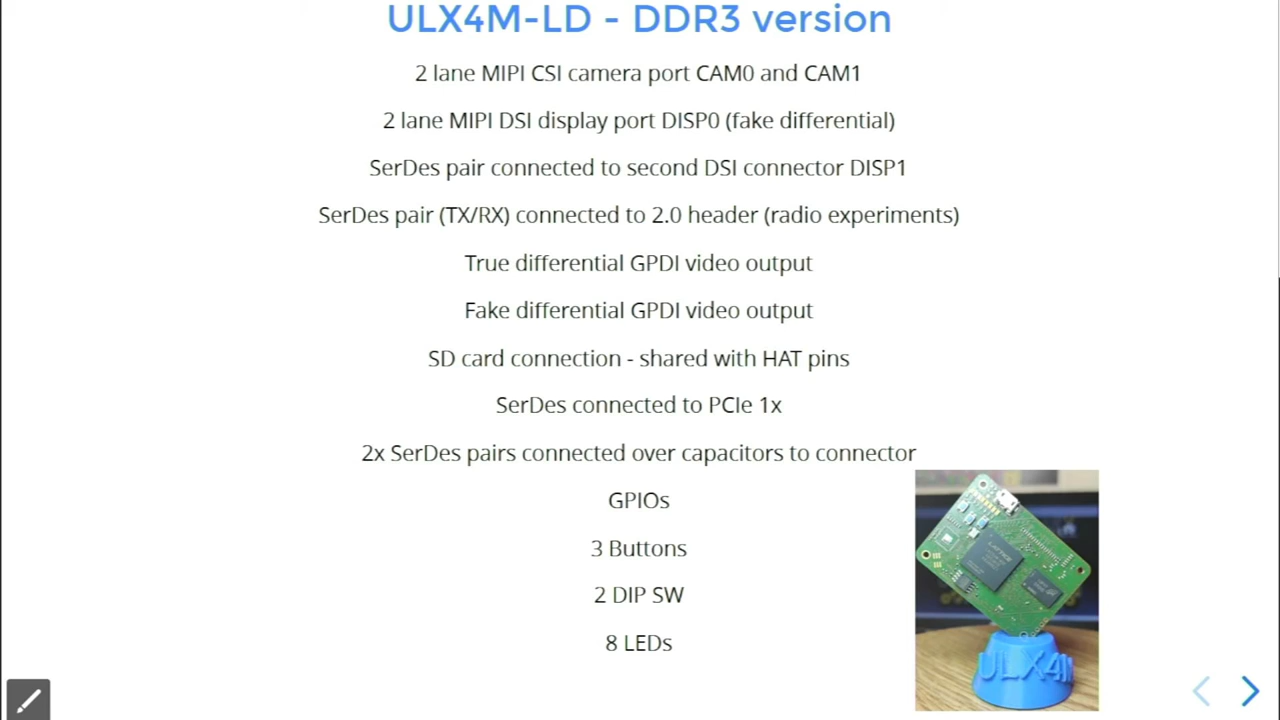 ULX4M-LD - DDR3 version
2 lane MIPI CSI camera port CAM0 and CAM1
2 lane MIPI DSI display port DISP0 (fake differential)
SerDes pair connected to second DSI connector DISP1
SerDes pair (TX/RX) connected to 2.0 header (radio experiments)
True differential GPDI video output
Fake differential GPDI video output
SD card connection - shared with HAT pins
SerDes connected to PCIe 1x
2x SerDes pairs connected over capacitors to connector
GPIOs
3 Buttons
2 DIP SW
8 LEDs
LATTICE
ULX4M